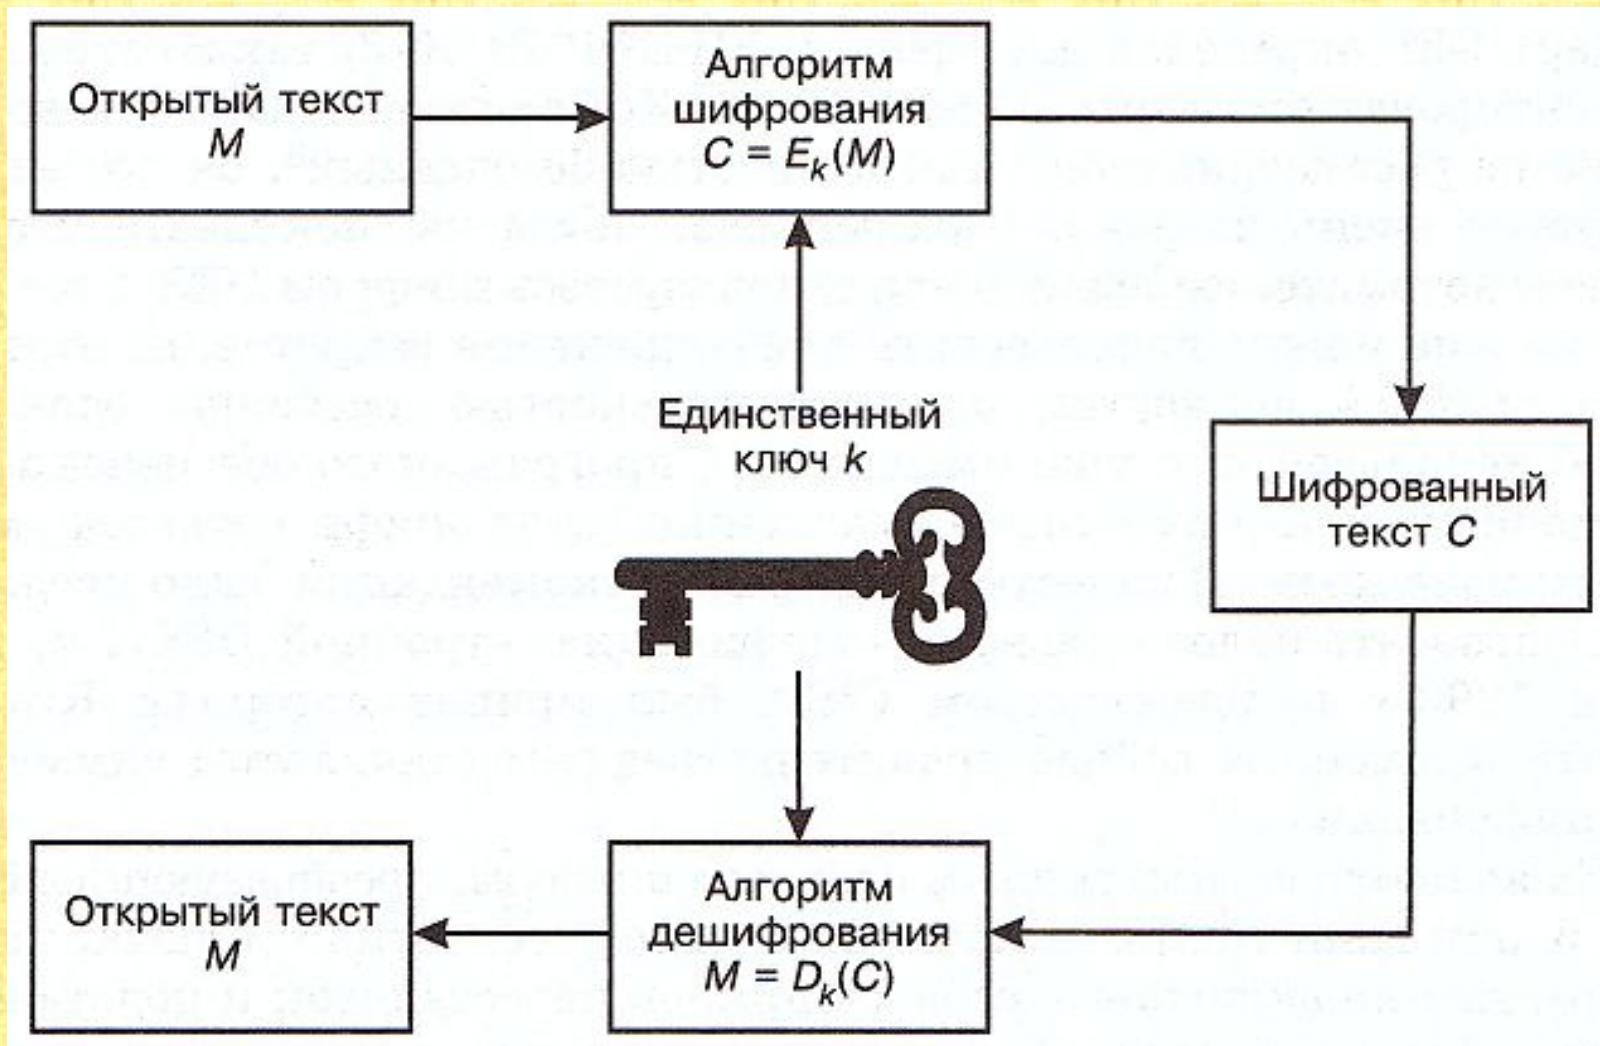 Открытый текст
M
Алгоритм
шифрования
C = Eₖ(M)
Единственный
ключ k
Шифрованный
текст C
Алгоритм
дешифрования
M = Dₖ(C)
Открытый текст
M